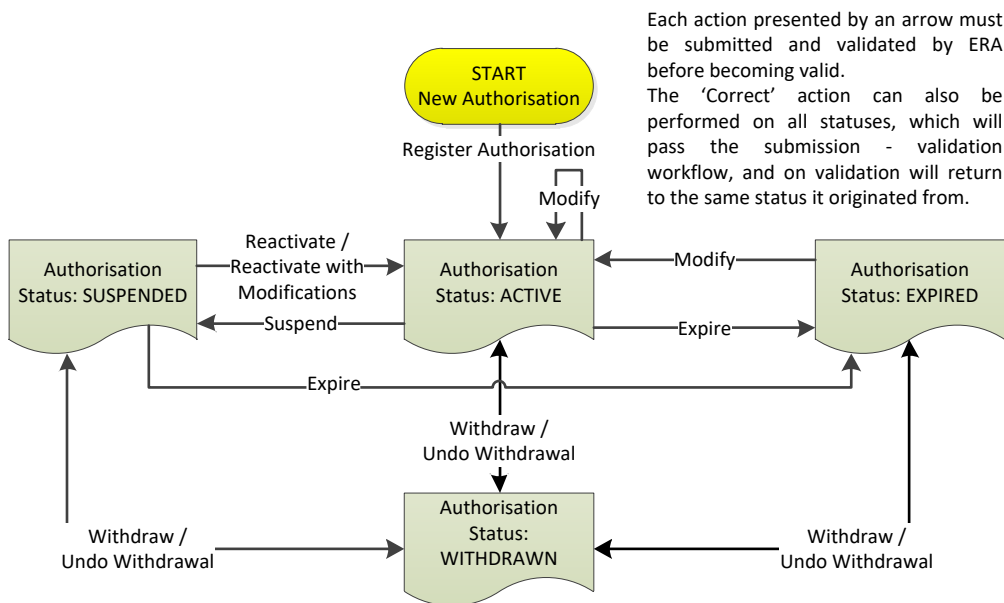 Each action presented by an arrow must
be submitted and validated by ERA
before becoming valid.
The ‘Correct’ action can also be
performed on all statuses, which will
pass the submission - validation
workflow, and on validation will return
to the same status it originated from.
START
New Authorisation
Register Authorisation
Modify
Authorisation
Status: SUSPENDED
Reactivate /
Reactivate with
Modifications
Suspend
Authorisation
Status: ACTIVE
Modify
Expire
Authorisation
Status: EXPIRED
Expire
Withdraw /
Undo Withdrawal
Withdraw /
Undo Withdrawal
Authorisation
Status:
WITHDRAWN
Withdraw /
Undo Withdrawal